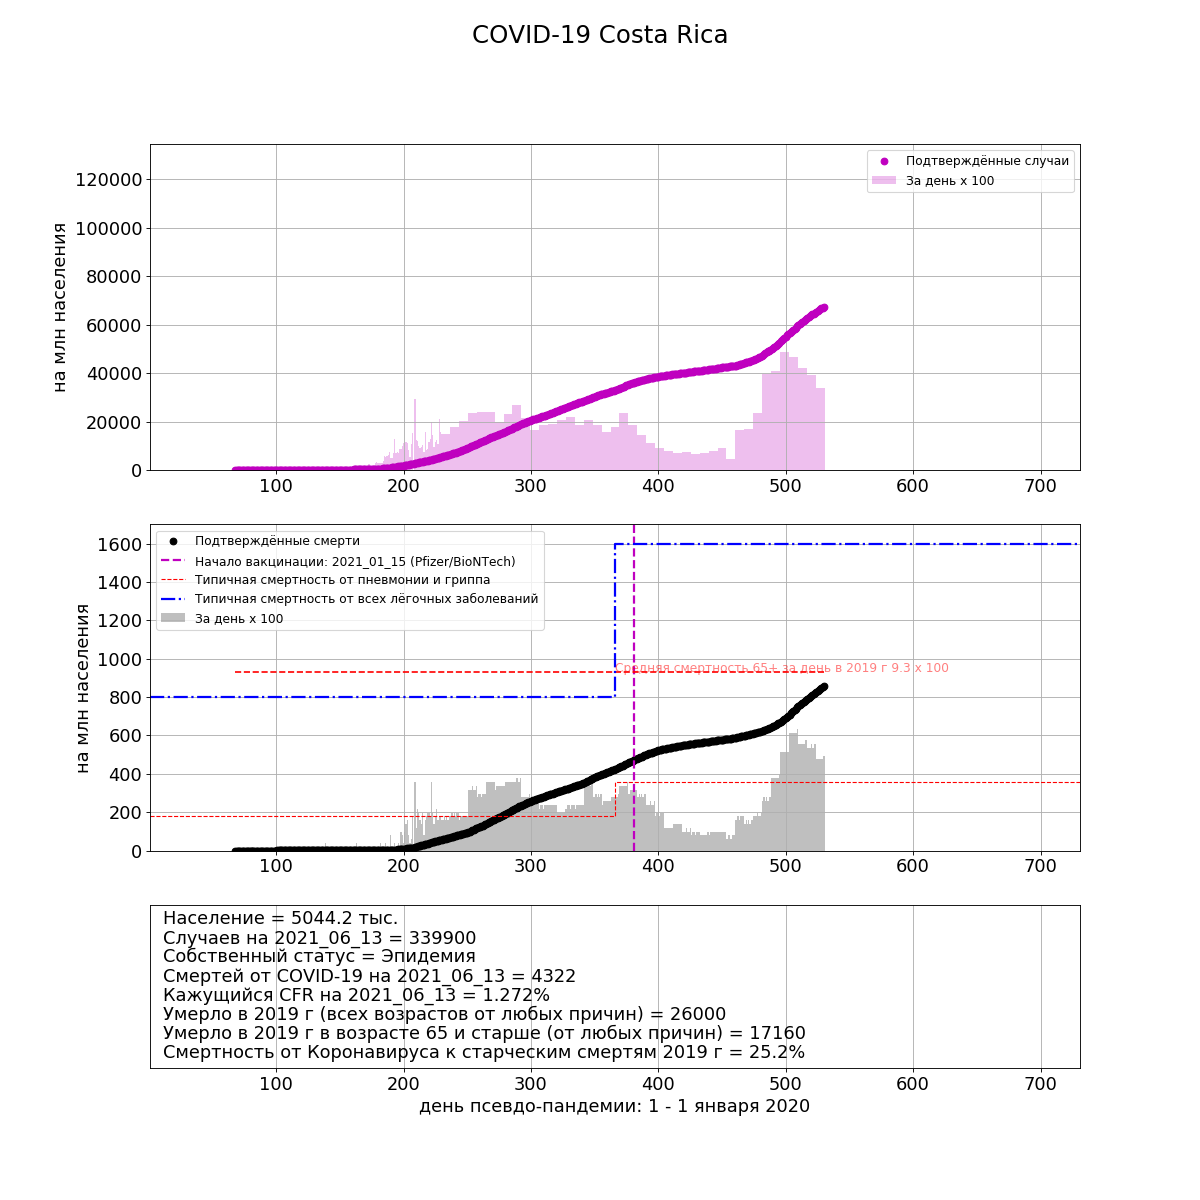 COVID-19 Costa Rica
120000
100000
80000
60000
40000
20000
0
на млн населения
Подтверждённые случаи
За день x 100
100 200 300 400 500 600 700
1600
1400
1200
1000
800
600
400
200
0
на млн населения
Подтверждённые смерти
Начало вакцинации: 2021_01_15 (Pfizer/BioNTech)
Типичная смертность от пневмонии и гриппа
Типичная смертность от всех лёгочных заболеваний
За день x 100
Средняя смертность 65+ за день в 2019 г 9.3 x 100
100 200 300 400 500 600 700
Население = 5044.2 тыс.
Случаев на 2021_06_13 = 339900
Собственный статус = Эпидемия
Смертей от COVID-19 на 2021_06_13 = 4322
Кажущийся CFR на 2021_06_13 = 1.272%
Умерло в 2019 г (всех возрастов от любых причин) = 26000
Умерло в 2019 г в возрасте 65 и старше (от любых причин) = 17160
Смертность от Коронавируса к старческим смертям 2019 г = 25.2%
100 200 300 400 500 600 700
день псевдо-пандемии: 1 - 1 января 2020